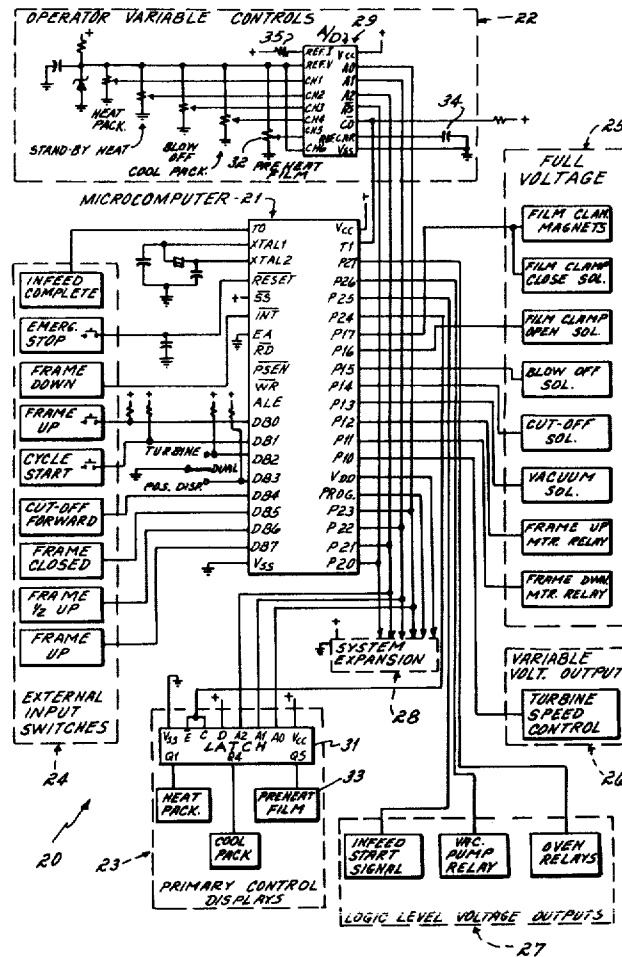 OPERATOR VARIABLE CONTROLS
A/D
29
22
35
REF.I
REF.V
CH1
CH2
CH3
CH4
CH5
CH6
VCC
A0
A1
A2
CD
VSS
34
HEAT
PACK.
STAND-BY HEAT
BLOW
OFF
COOL PACK.
32
PREHEAT
FILM
MICROCOMPUTER
21
T0
XTAL1
XTAL2
RESET
SS
INT
EA
RD
PSEN
WR
ALE
DB0
DB1
DB2
DB3
DB4
DB5
DB6
DB7
VSS
VCC
T1
P27
P26
P25
P24
P17
P16
P15
P14
P13
P12
P11
P10
VDD
PROG.
P23
P22
P21
P20
TURBINE
DUAL
POS. DISP.
INFEED
COMPLETE
EMERG.
STOP
FRAME
DOWN
FRAME
UP
CYCLE
START
CUT-OFF
FORWARD
FRAME
CLOSED
FRAME
1/2 UP
FRAME
UP
EXTERNAL
INPUT
SWITCHES
24
20
25
FULL
VOLTAGE
FILM CLAM.
MAGNETS
FILM CLAMP
CLOSE SOL.
FILM CLAMP
OPEN SOL.
BLOW OFF
SOL.
CUT-OFF
SOL.
VACUUM
SOL.
FRAME UP
MTR. RELAY
FRAME DWN.
MTR. RELAY
VARIABLE
VOLT. OUTPUT
TURBINE
SPEED
CONTROL
26
SYSTEM
EXPANSION
28
VSS E C D A2 A1 A0 VCC
LATCH
Q1 Q4 Q5
31
33
HEAT
PACK.
COOL
PACK
PREHEAT
FILM
23
PRIMARY CONTROL
DISPLAYS
INFEED
START
SIGNAL
VAC.
PUMP
RELAY
OVEN
RELAYS
LOGIC LEVEL VOLTAGE OUTPUTS
27